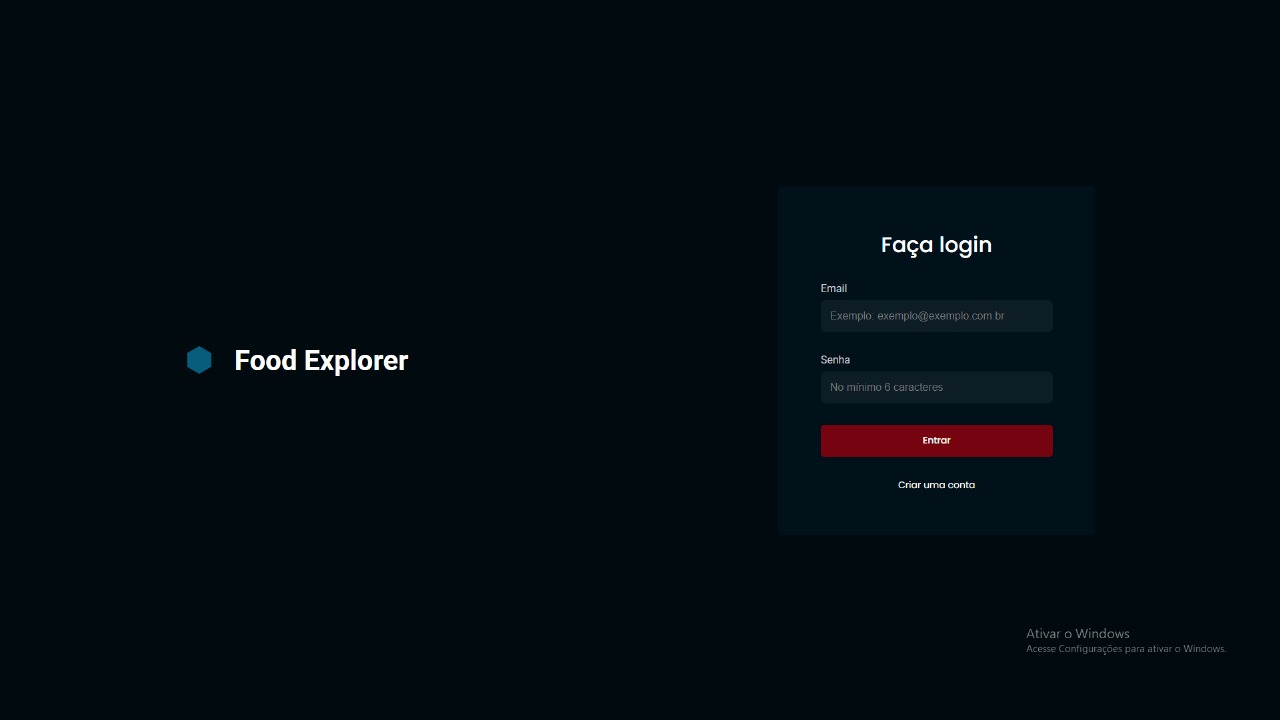 Food Explorer
Faça login
Email
Exemplo: exemplo@exemplo.com.br
Senha
No mínimo 6 caracteres
Entrar
Criar uma conta
Ativar o Windows
Acesse Configurações para ativar o Windows.